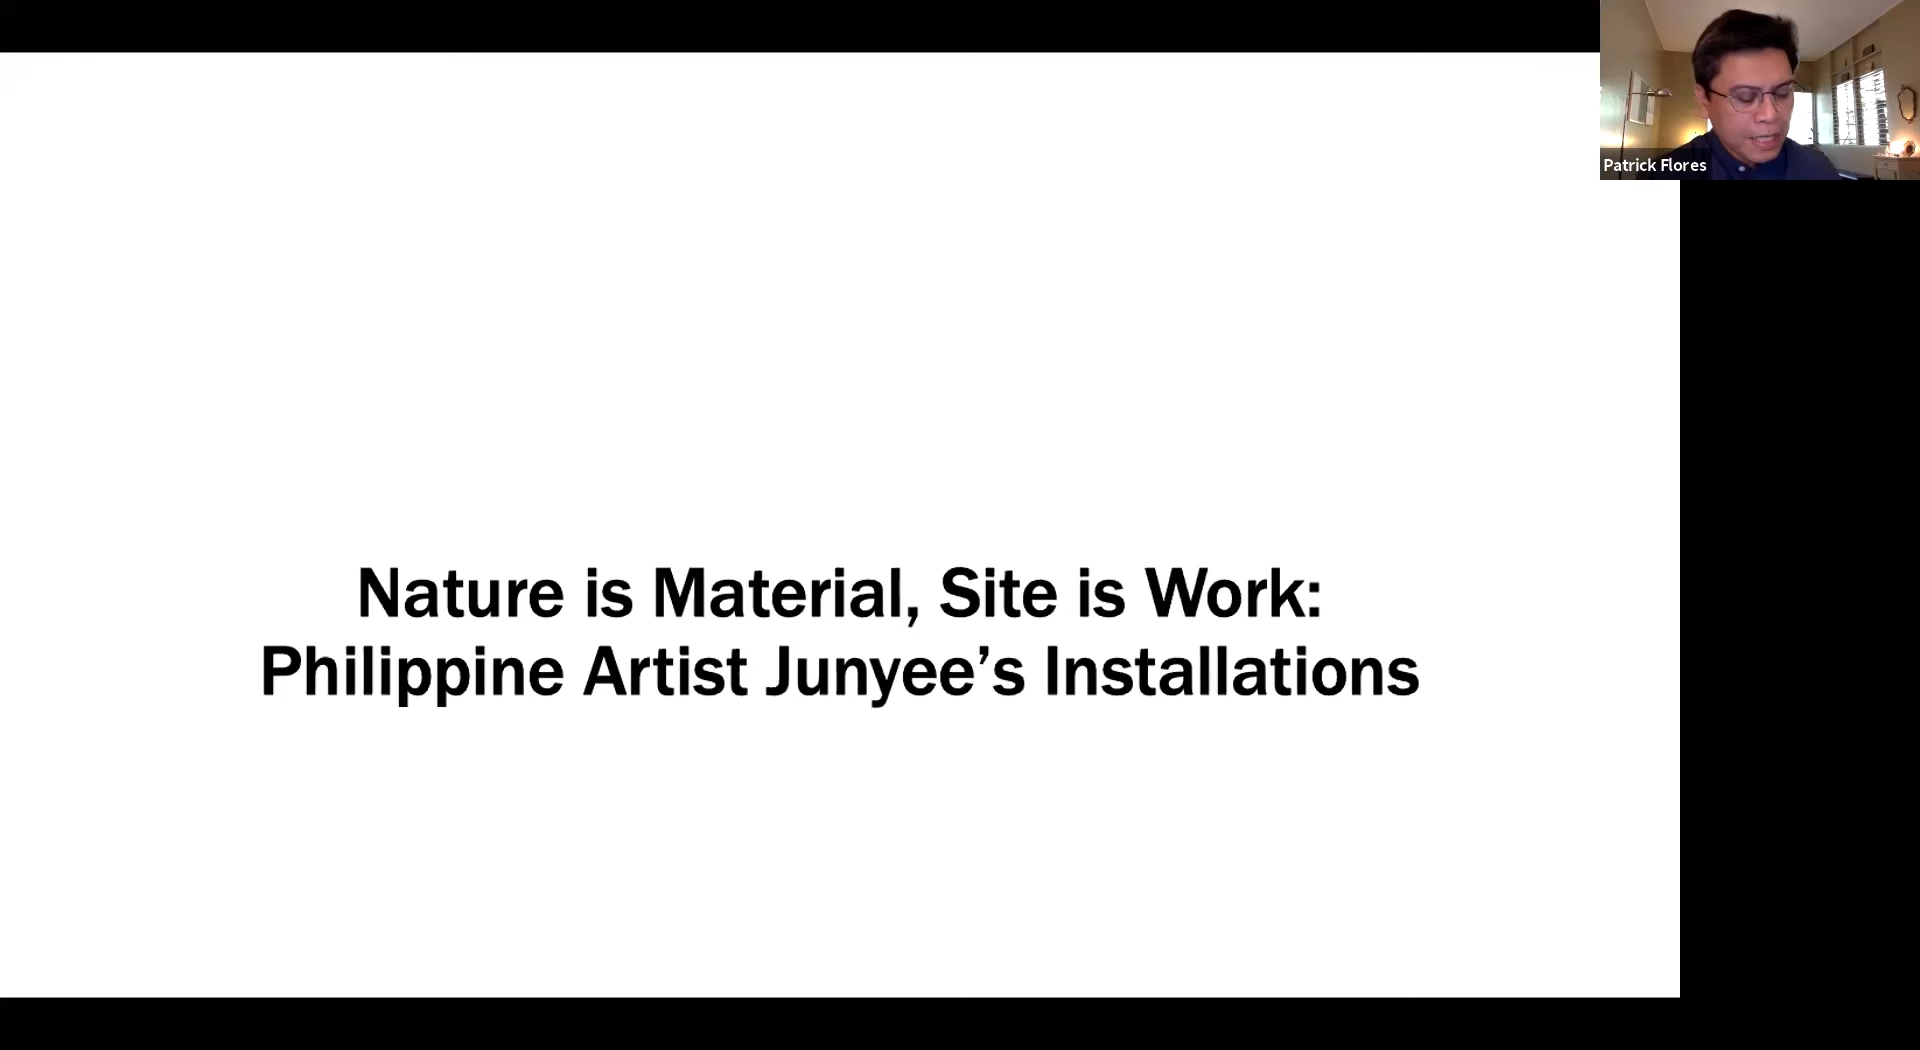 Patrick Flores
Nature is Material, Site is Work:
Philippine Artist Junyee’s Installations